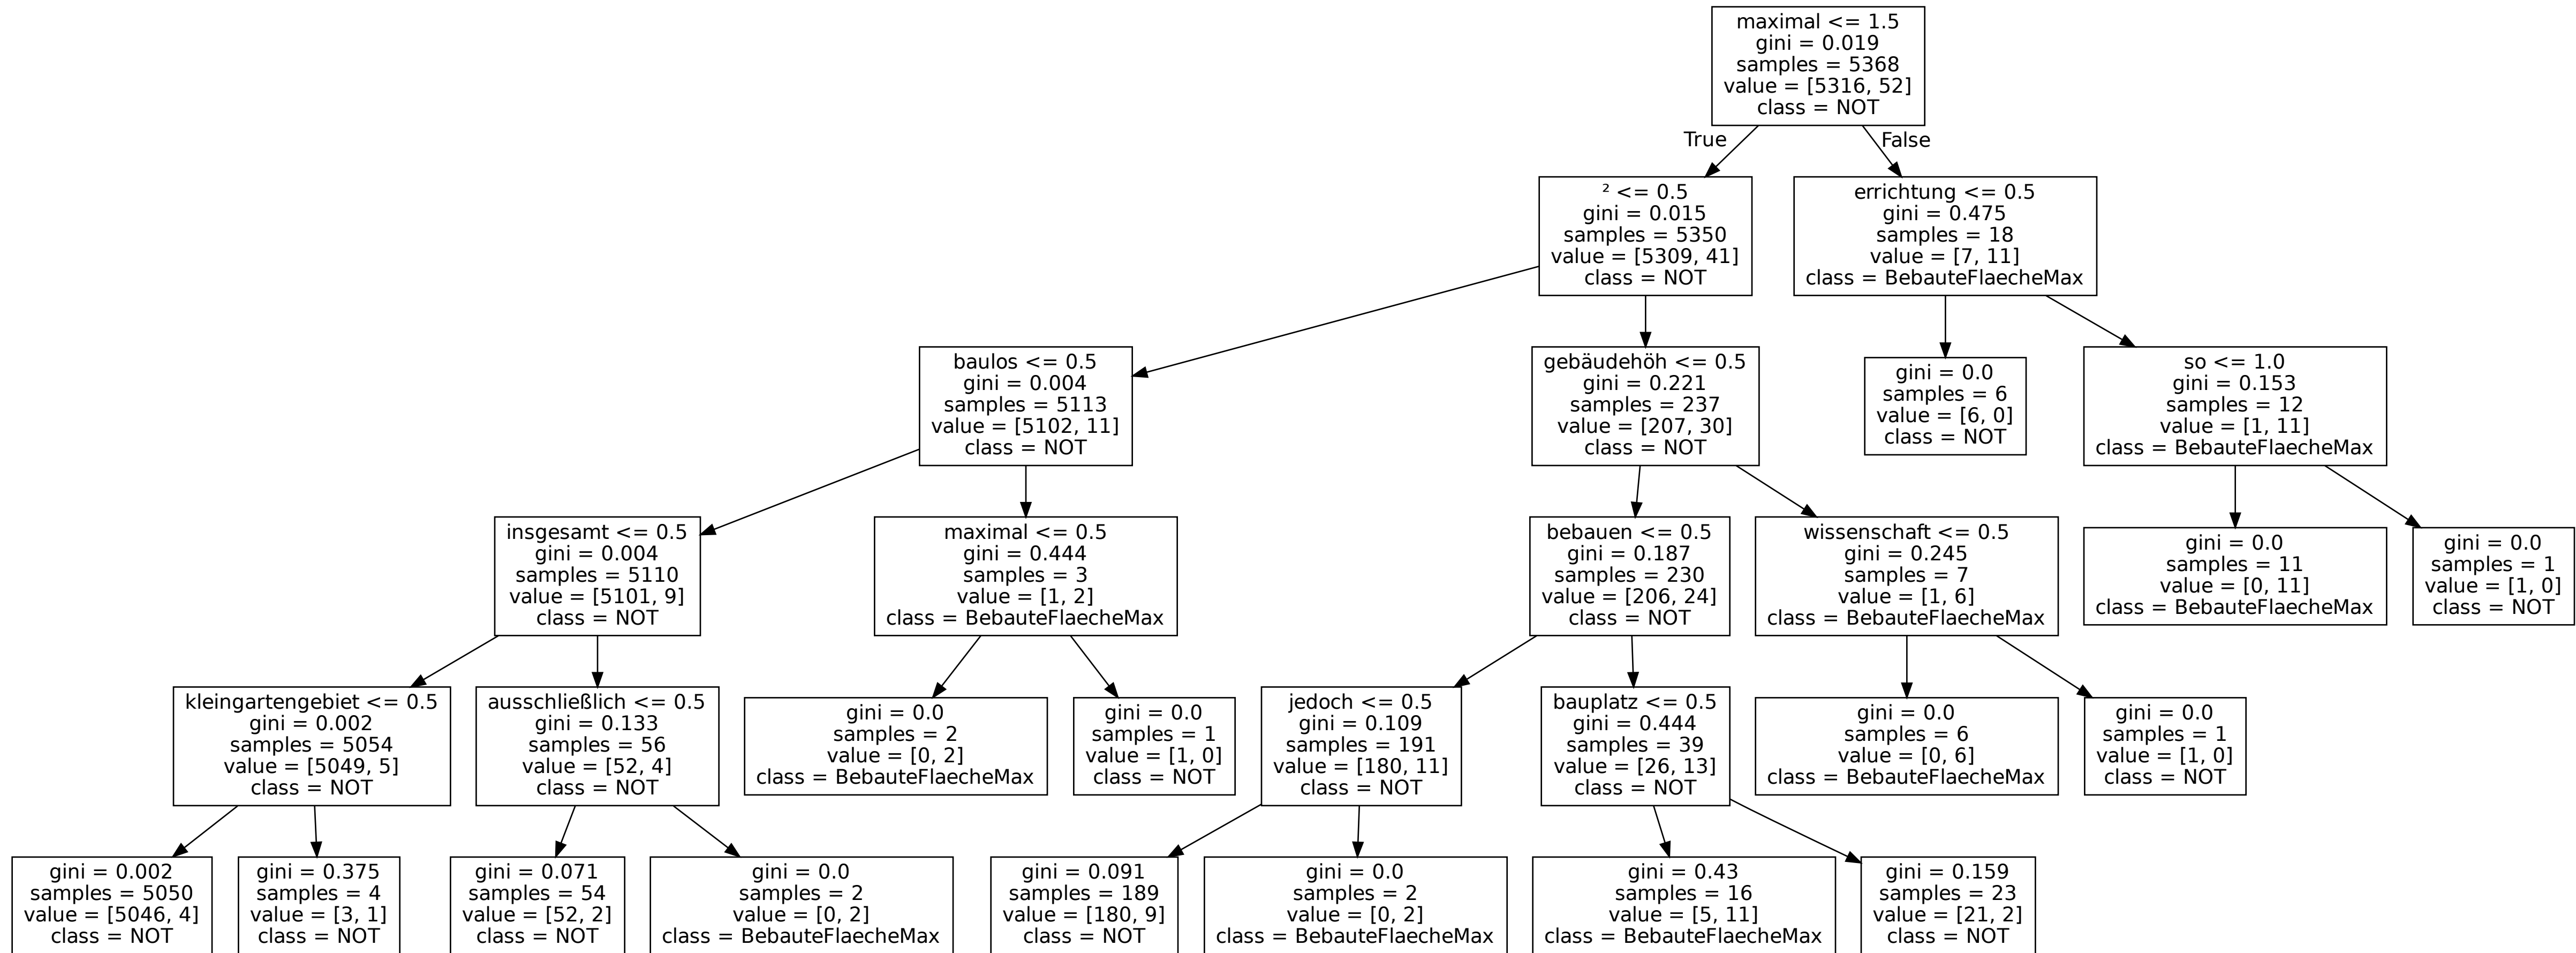 maximal <= 1.5
gini = 0.019
samples = 5368
value = [5316, 52]
class = NOT
True
False
² <= 0.5
gini = 0.015
samples = 5350
value = [5309, 41]
class = NOT
errichtung <= 0.5
gini = 0.475
samples = 18
value = [7, 11]
class = BebauteFlaecheMax
baulos <= 0.5
gini = 0.004
samples = 5113
value = [5102, 11]
class = NOT
gebäudehöh <= 0.5
gini = 0.221
samples = 237
value = [207, 30]
class = NOT
gini = 0.0
samples = 6
value = [6, 0]
class = NOT
so <= 1.0
gini = 0.153
samples = 12
value = [1, 11]
class = BebauteFlaecheMax
insgesamt <= 0.5
gini = 0.004
samples = 5110
value = [5101, 9]
class = NOT
maximal <= 0.5
gini = 0.444
samples = 3
value = [1, 2]
class = BebauteFlaecheMax
bebauen <= 0.5
gini = 0.187
samples = 230
value = [206, 24]
class = NOT
wissenschaft <= 0.5
gini = 0.245
samples = 7
value = [1, 6]
class = BebauteFlaecheMax
gini = 0.0
samples = 11
value = [0, 11]
class = BebauteFlaecheMax
gini = 0.0
samples = 1
value = [1, 0]
class = NOT
kleingartengebiet <= 0.5
gini = 0.002
samples = 5054
value = [5049, 5]
class = NOT
ausschließlich <= 0.5
gini = 0.133
samples = 56
value = [52, 4]
class = NOT
gini = 0.0
samples = 2
value = [0, 2]
class = BebauteFlaecheMax
gini = 0.0
samples = 1
value = [1, 0]
class = NOT
jedoch <= 0.5
gini = 0.109
samples = 191
value = [180, 11]
class = NOT
bauplatz <= 0.5
gini = 0.444
samples = 39
value = [26, 13]
class = NOT
gini = 0.0
samples = 6
value = [0, 6]
class = BebauteFlaecheMax
gini = 0.0
samples = 1
value = [1, 0]
class = NOT
gini = 0.002
samples = 5050
value = [5046, 4]
class = NOT
gini = 0.375
samples = 4
value = [3, 1]
class = NOT
gini = 0.071
samples = 54
value = [52, 2]
class = NOT
gini = 0.0
samples = 2
value = [0, 2]
class = BebauteFlaecheMax
gini = 0.091
samples = 189
value = [180, 9]
class = NOT
gini = 0.0
samples = 2
value = [0, 2]
class = BebauteFlaecheMax
gini = 0.43
samples = 16
value = [5, 11]
class = BebauteFlaecheMax
gini = 0.159
samples = 23
value = [21, 2]
class = NOT